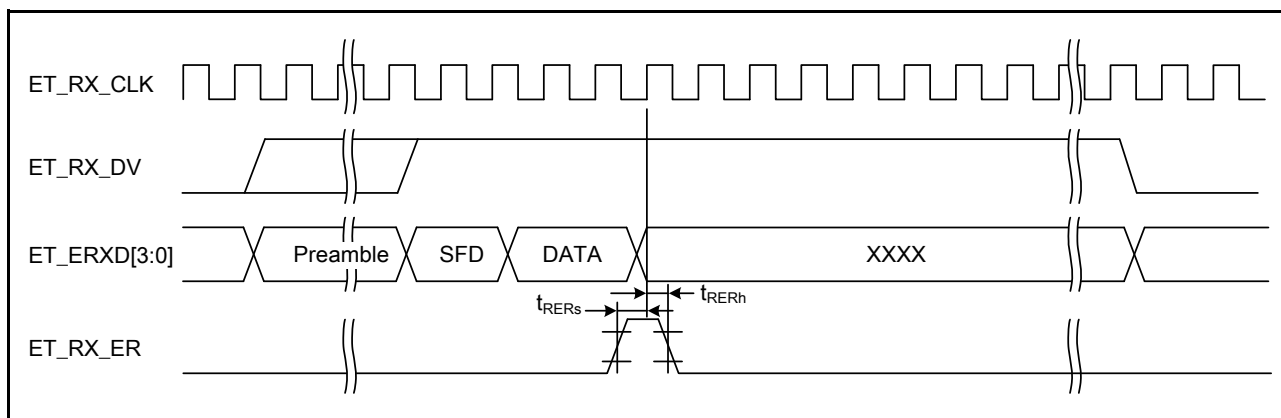 ET_RX_CLK
ET_RX_DV
ET_ERXD[3:0]
Preamble
SFD
DATA
XXXX
tRERs
tRERh
ET_RX_ER